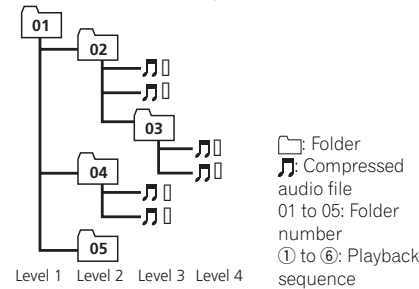 01
02
03
04
05
Level 1 Level 2 Level 3 Level 4
: Folder
: Compressed
audio file
01 to 05: Folder
number
① to ⑥: Playback
sequence